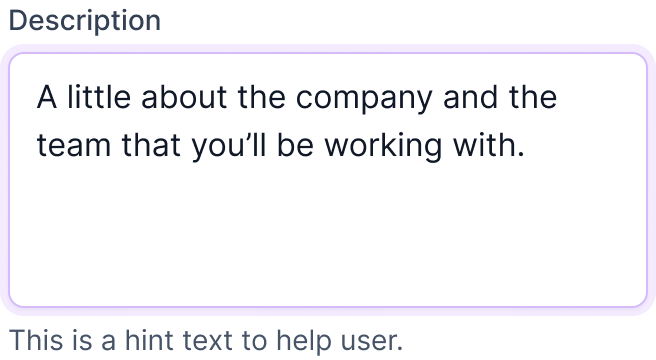 Description
A little about the company and the
team that you’ll be working with.
This is a hint text to help user.